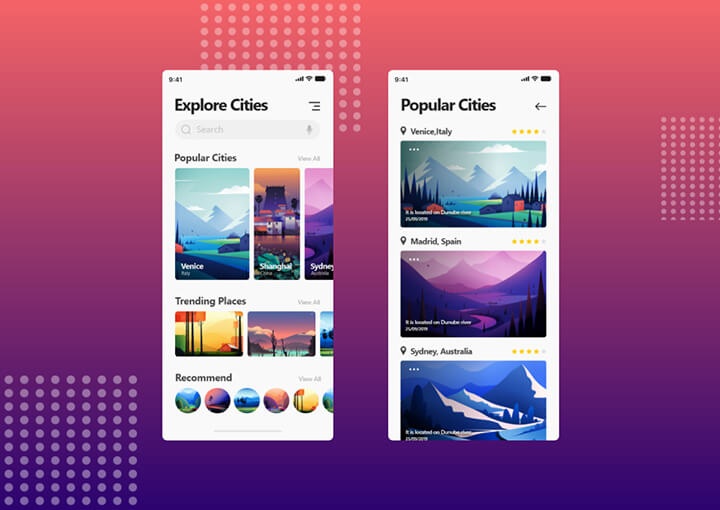 9:41
Explore Cities
Search
Popular Cities
View All
Venice
Italy
Shanghai
China
Sydney
Australia
Trending Places
View All
Recommend
View All
9:41
Popular Cities
Venice,Italy
It is located on Dunube river
25/09/2019
Madrid, Spain
It is located on Dunube river
25/09/2019
Sydney, Australia
It is located on Dunube river
25/09/2019